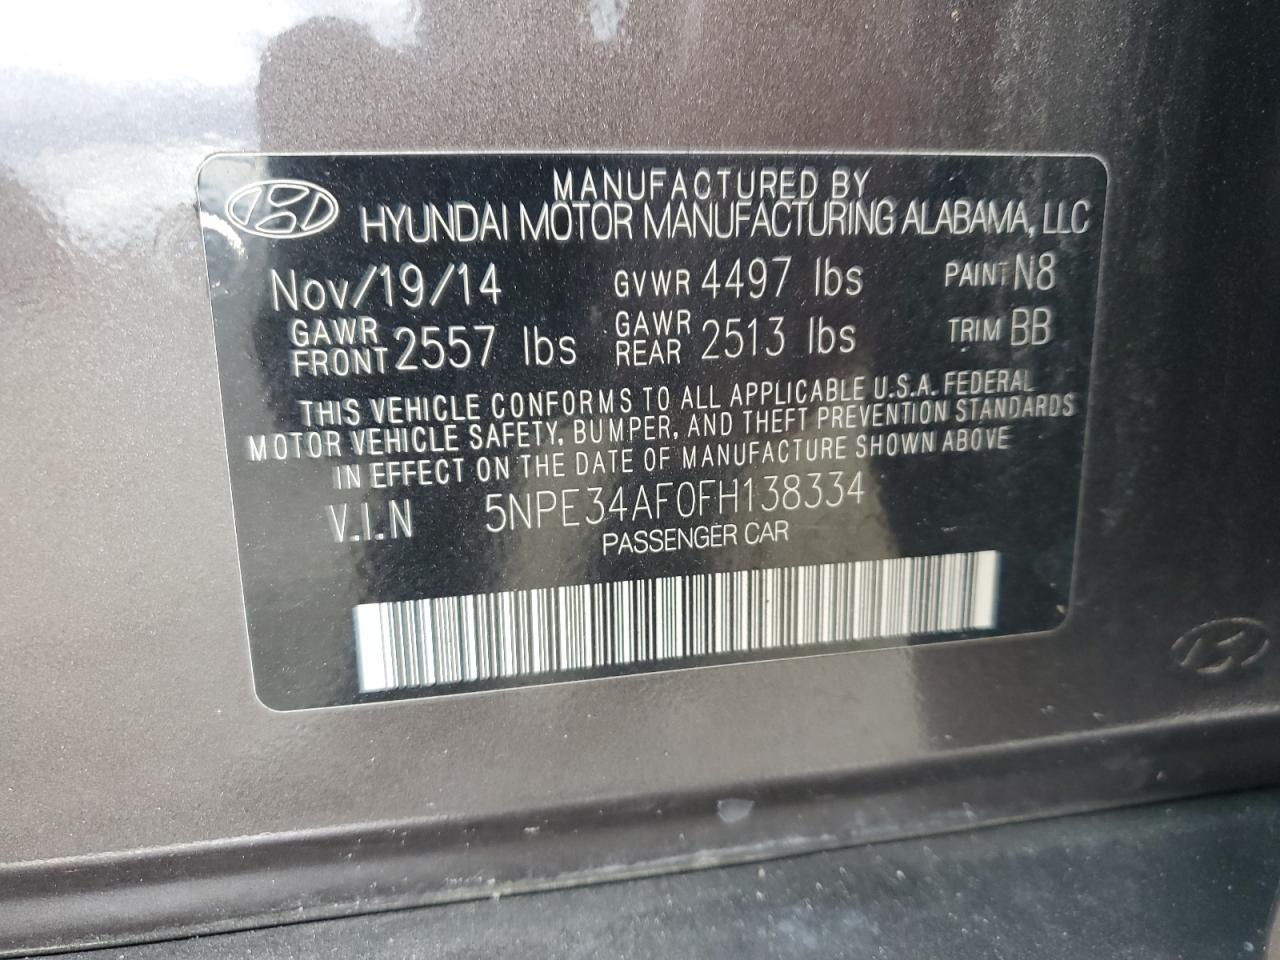 MANUFACTURED BY
HYUNDAI MOTOR MANUFACTURING ALABAMA, LLC
Nov/19/14 GVWR 4497 lbs PAINT N8
GAWR FRONT 2557 lbs GAWR REAR 2513 lbs TRIM BB
THIS VEHICLE CONFORMS TO ALL APPLICABLE U.S.A. FEDERAL
MOTOR VEHICLE SAFETY, BUMPER, AND THEFT PREVENTION STANDARDS
IN EFFECT ON THE DATE OF MANUFACTURE SHOWN ABOVE
V.I.N 5NPE34AF0FH138334
PASSENGER CAR